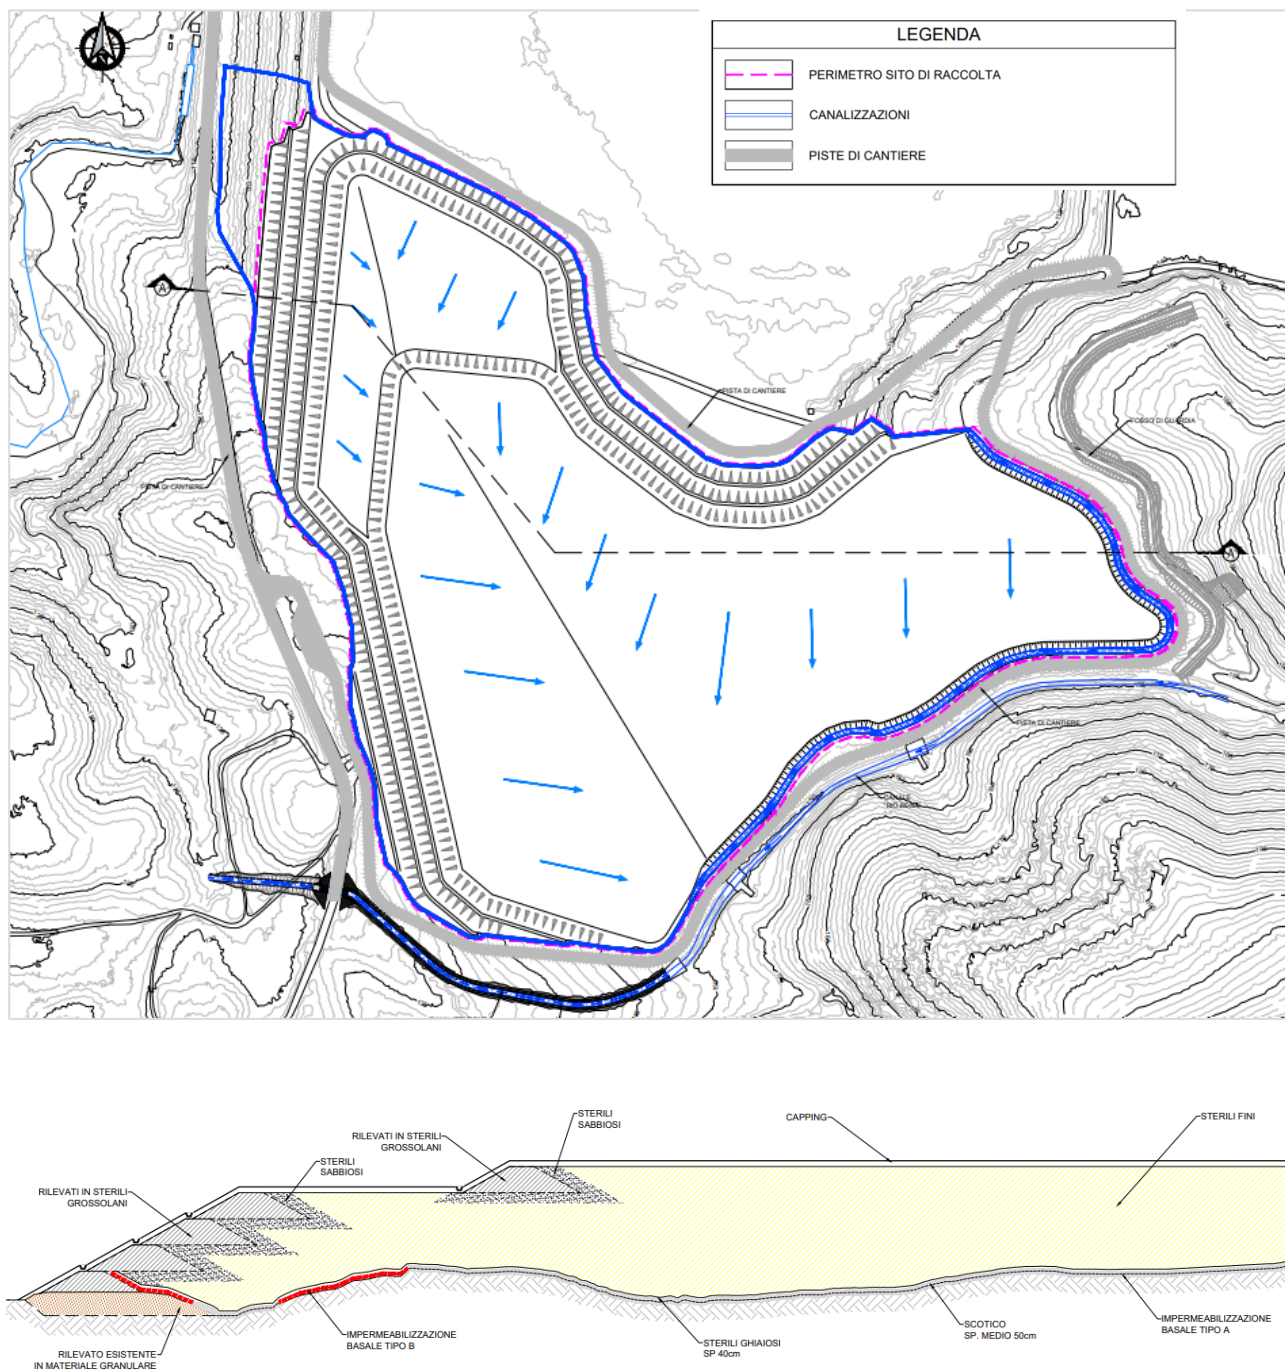 LEGENDA
PERIMETRO SITO DI RACCOLTA
CANALIZZAZIONI
PISTE DI CANTIERE
A
PISTA DI CANTIERE
FOSSO DI GUARDIA
PISTA DI CANTIERE
A
PISTA DI CANTIERE
CANALE
STERILI
SABBIOSI
CAPPING
STERILI FINI
RILEVATI IN STERILI
GROSSOLANI
STERILI
SABBIOSI
RILEVATI IN STERILI
GROSSOLANI
IMPERMEABILIZZAZIONE
BASALE TIPO B
STERILI GHIAIOSI
SP 40cm
SCOTICO
SP. MEDIO 50cm
IMPERMEABILIZZAZIONE
BASALE TIPO A
RILEVATO ESISTENTE
IN MATERIALE GRANULARE